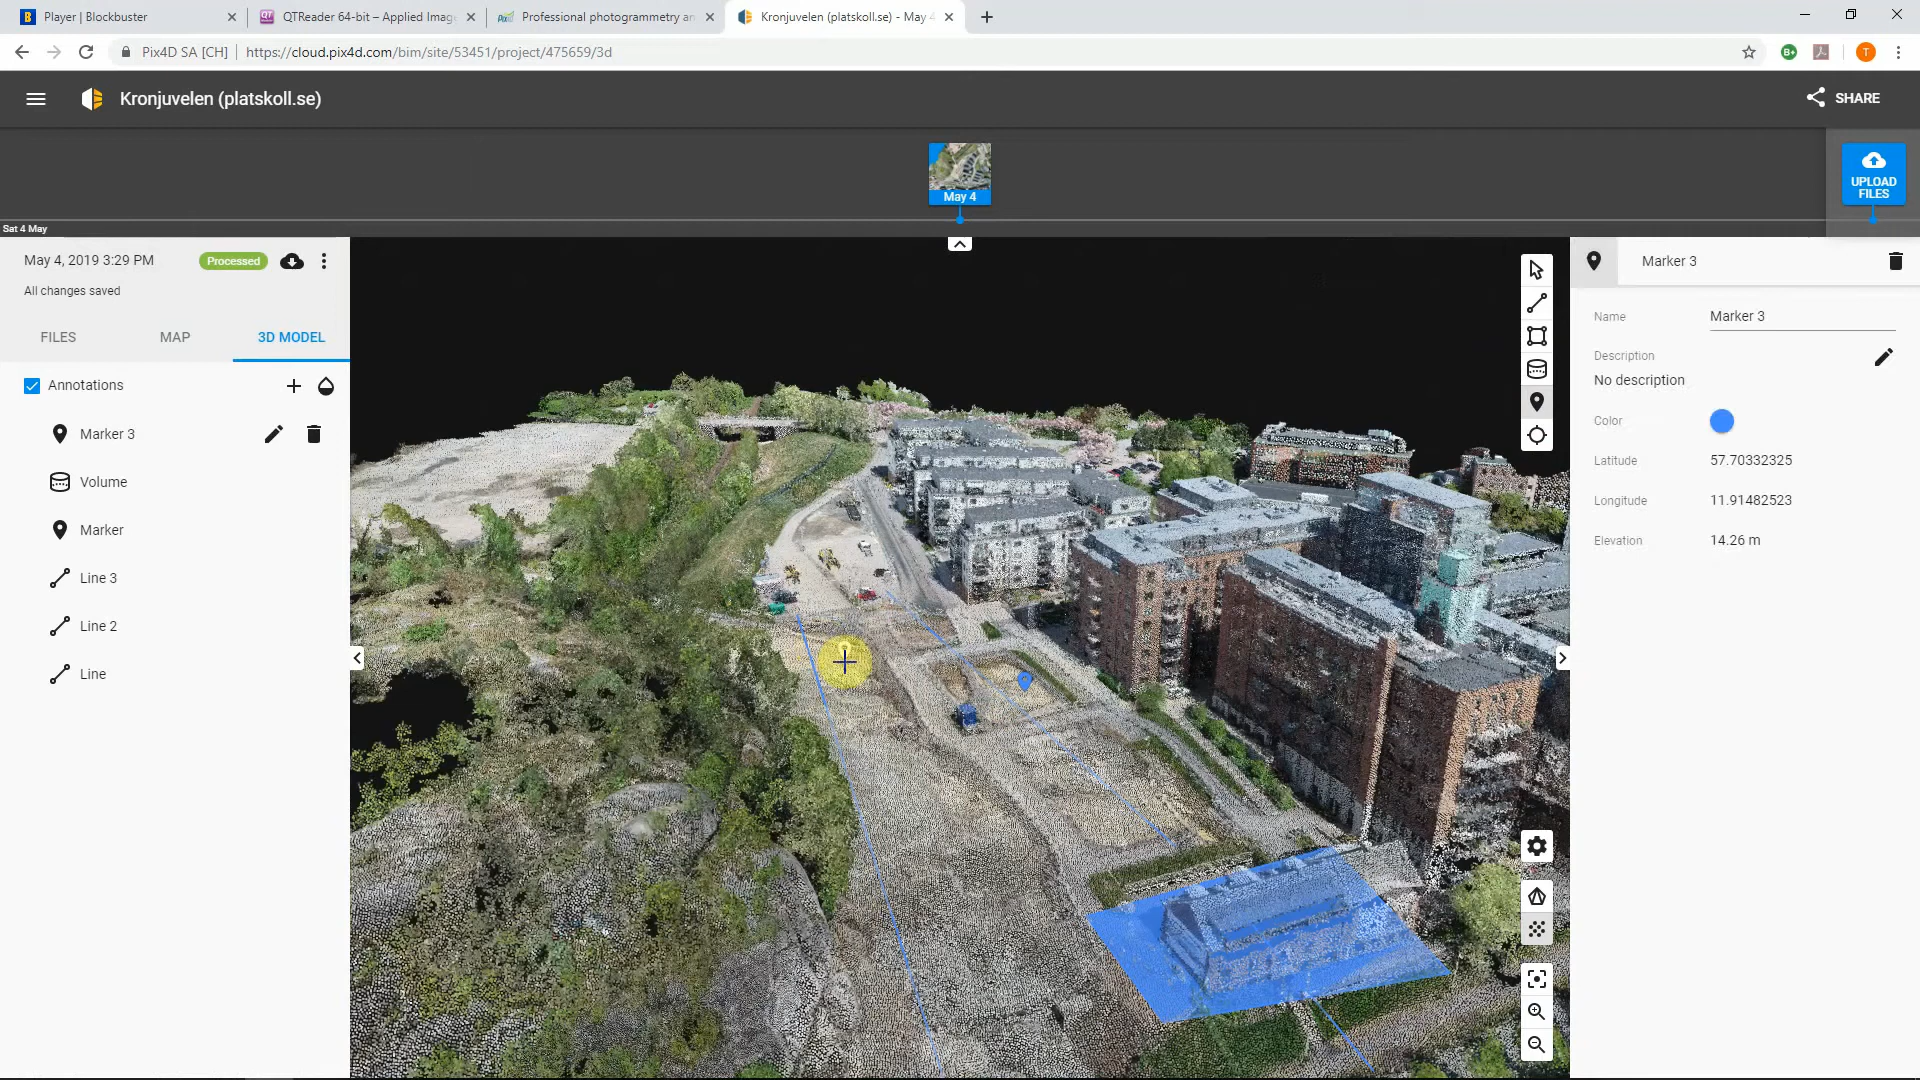 Player | Blockbuster
QTReader 64-bit – Applied Imag
Professional photogrammetry an
Kronjuvelen (platskoll.se) - May 4
Pix4D SA [CH]
https://cloud.pix4d.com/bim/site/53451/project/475659/3d
B+
T
Kronjuvelen (platskoll.se)
SHARE
May 4
UPLOAD
FILES
Sat 4 May
May 4, 2019 3:29 PM
Processed
All changes saved
FILES
MAP
3D MODEL
Annotations
Marker 3
Volume
Marker
Line 3
Line 2
Line
Marker 3
Name
Marker 3
Description
No description
Color
Latitude
57.70332325
Longitude
11.91482523
Elevation
14.26 m